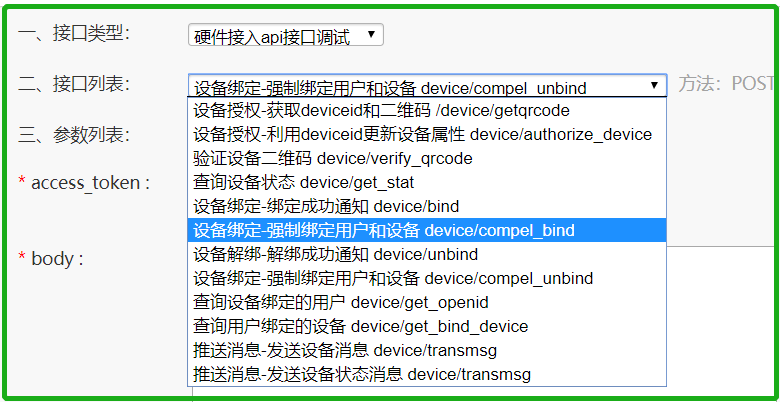 一、接口类型： 硬件接入api接口调试
二、接口列表： 设备绑定-强制绑定用户和设备 device/compel_unbind 方法：POST
设备授权-获取deviceid和二维码 /device/getqrcode
三、参数列表： 设备授权-利用deviceid更新设备属性 device/authorize_device
验证设备二维码 device/verify_qrcode
* access_token : 查询设备状态 device/get_stat
设备绑定-绑定成功通知 device/bind
设备绑定-强制绑定用户和设备 device/compel_bind
* body : 设备解绑-解绑成功通知 device/unbind
设备绑定-强制绑定用户和设备 device/compel_unbind
查询设备绑定的用户 device/get_openid
查询用户绑定的设备 device/get_bind_device
推送消息-发送设备消息 device/transmsg
推送消息-发送设备状态消息 device/transmsg